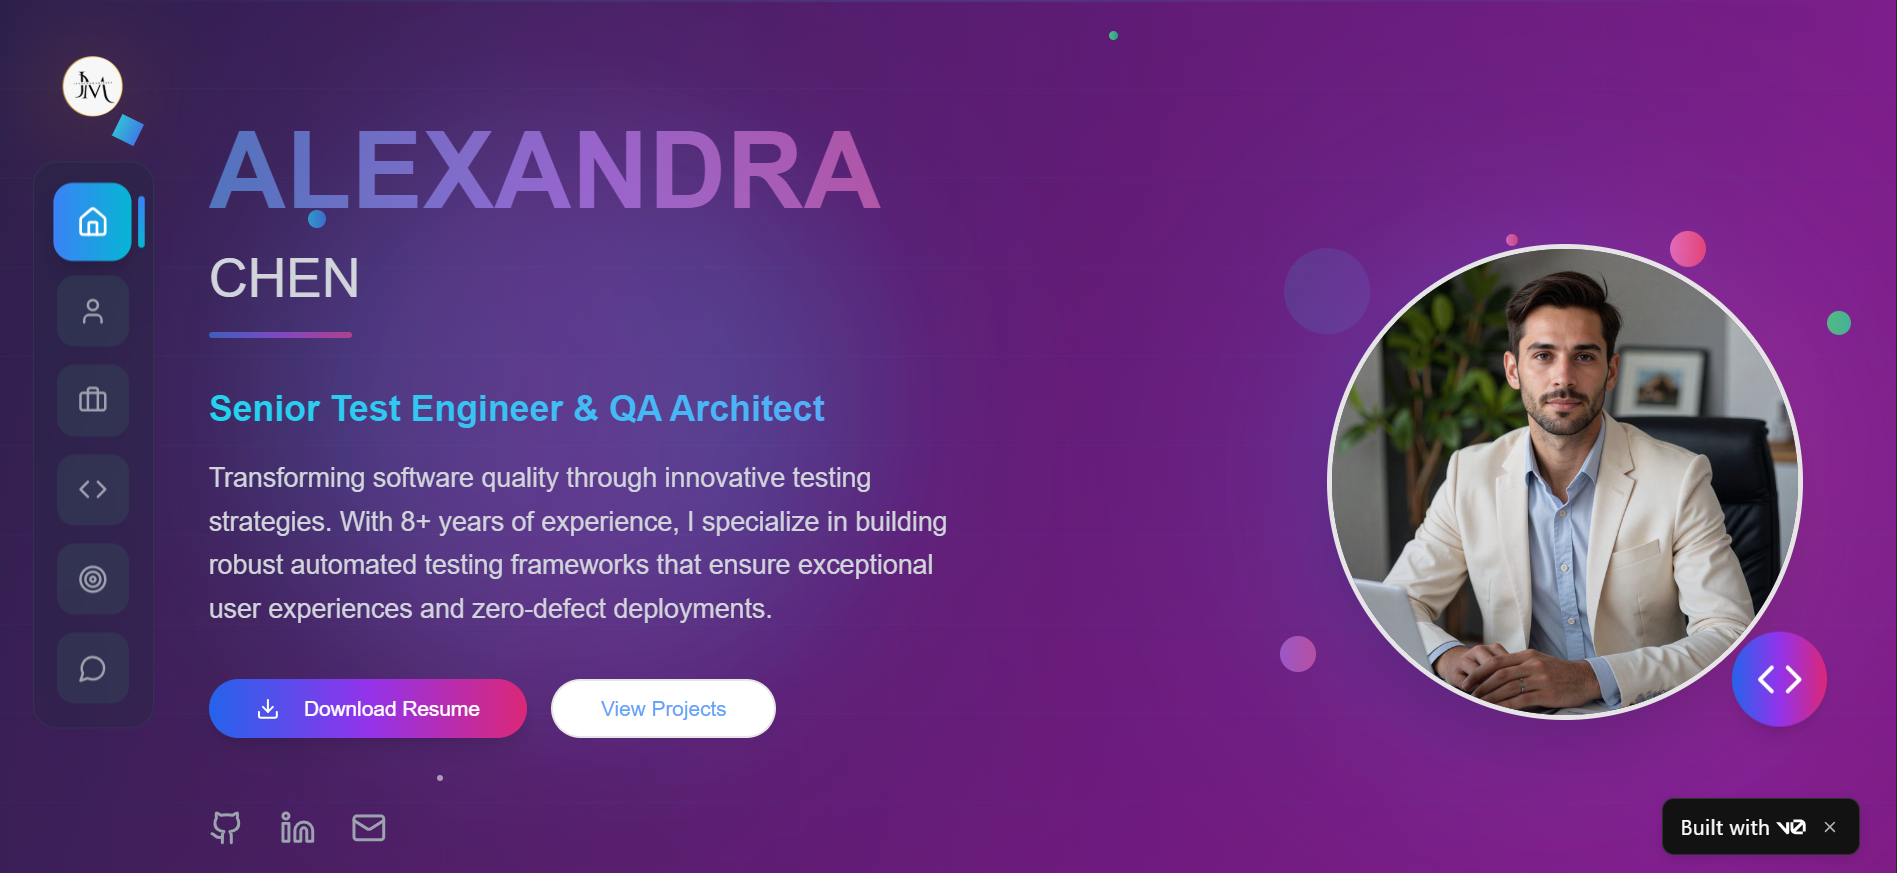 JM
ALEXANDRA
CHEN
Senior Test Engineer & QA Architect
Transforming software quality through innovative testing
strategies. With 8+ years of experience, I specialize in building
robust automated testing frameworks that ensure exceptional
user experiences and zero-defect deployments.
Download Resume
View Projects
Built with v0